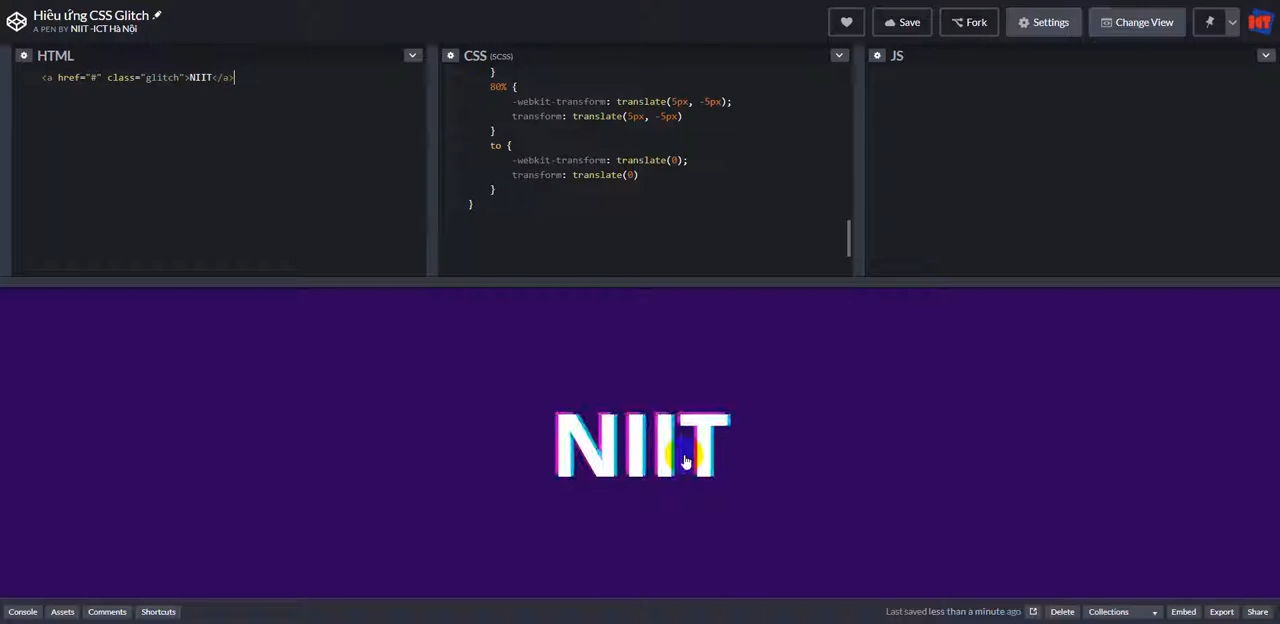 Hiệu ứng CSS Glitch
A PEN BY NIIT -ICT Hà Nội
Save
Fork
Settings
Change View
ICT
HTML
<a href="#" class="glitch">NIIT</a>
CSS (SCSS)
}
80% {
-webkit-transform: translate(5px, -5px);
transform: translate(5px, -5px)
}
to {
-webkit-transform: translate(0);
transform: translate(0)
}
}
JS
NIIT
Console
Assets
Comments
Shortcuts
Last saved less than a minute ago
Delete
Collections
Embed
Export
Share